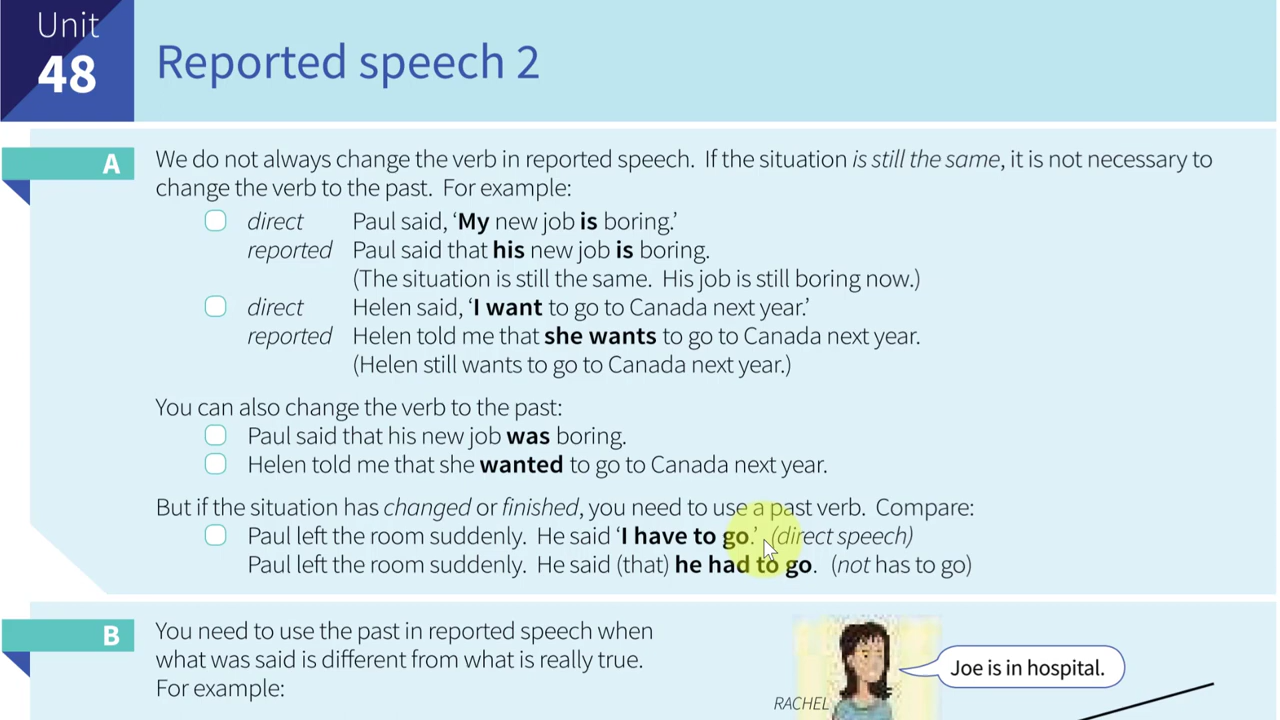 Unit
48
Reported speech 2
A
We do not always change the verb in reported speech. If the situation is still the same, it is not necessary to
change the verb to the past. For example:
direct Paul said, ‘My new job is boring.’
reported Paul said that his new job is boring.
(The situation is still the same. His job is still boring now.)
direct Helen said, ‘I want to go to Canada next year.’
reported Helen told me that she wants to go to Canada next year.
(Helen still wants to go to Canada next year.)
You can also change the verb to the past:
Paul said that his new job was boring.
Helen told me that she wanted to go to Canada next year.
But if the situation has changed or finished, you need to use a past verb. Compare:
Paul left the room suddenly. He said ‘I have to go.’ (direct speech)
Paul left the room suddenly. He said (that) he had to go. (not has to go)
B
You need to use the past in reported speech when
what was said is different from what is really true.
For example:
Joe is in hospital.
RACHEL